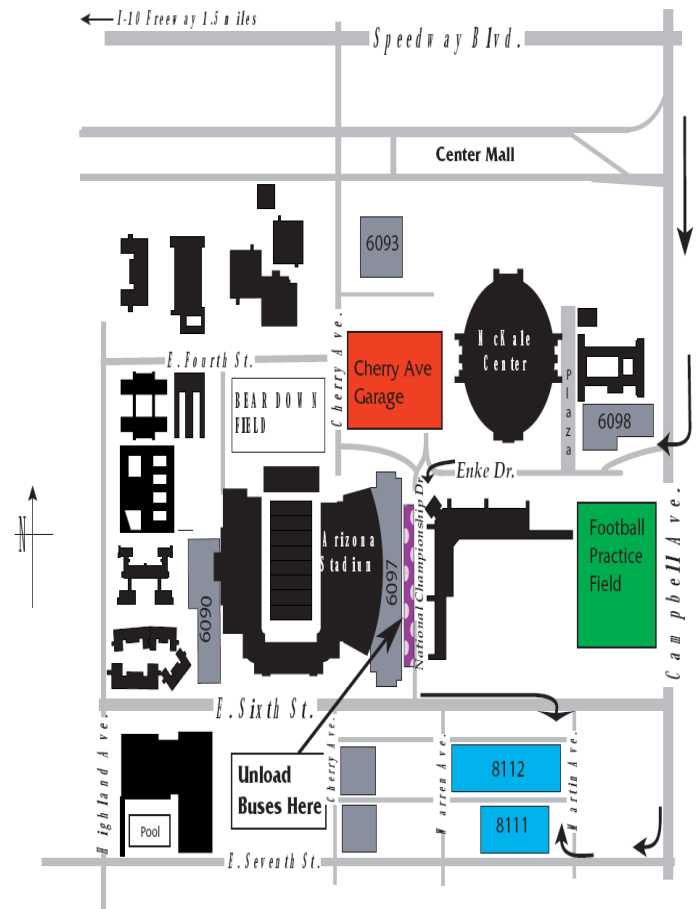 I-10 Freeway 1.5 miles
Speedway Blvd.
Center Mall
6093
Cherry Ave.
McKale
Center
E. Fourth St.
Cherry Ave
Garage
BEAR DOWN
FIELD
Plaza
6098
Enke Dr.
N
Arizona
Stadium
6097
National Championship Dr.
Football
Practice
Field
Campbell Ave.
6090
E. Sixth St.
Highland Ave.
Unload
Buses Here
Cherry Ave.
Warren Ave.
8112
Martin Ave.
8111
Pool
E. Seventh St.